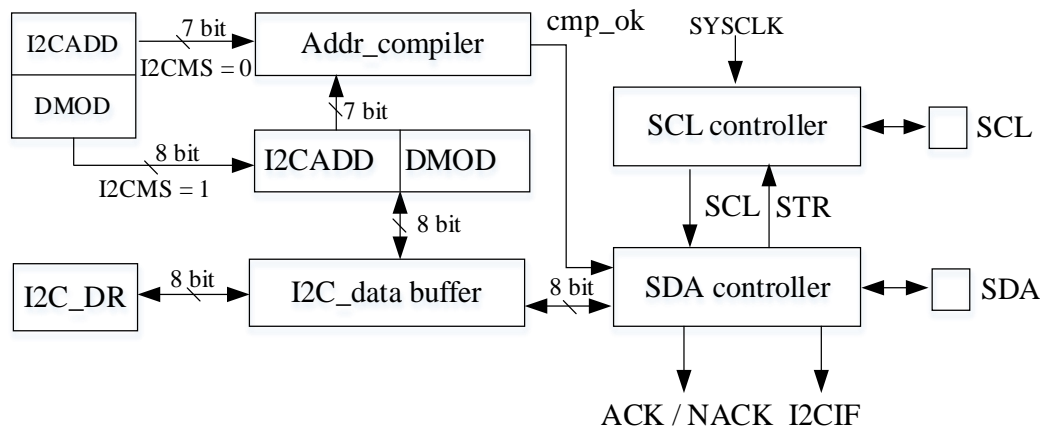 I2CADD
DMOD
7 bit
I2CMS = 0
Addr_compiler
cmp_ok
SYSCLK
7 bit
8 bit
I2CMS = 1
I2CADD
DMOD
SCL controller
SCL
SCL
STR
8 bit
I2C_DR
8 bit
I2C_data buffer
8 bit
SDA controller
SDA
ACK / NACK
I2CIF